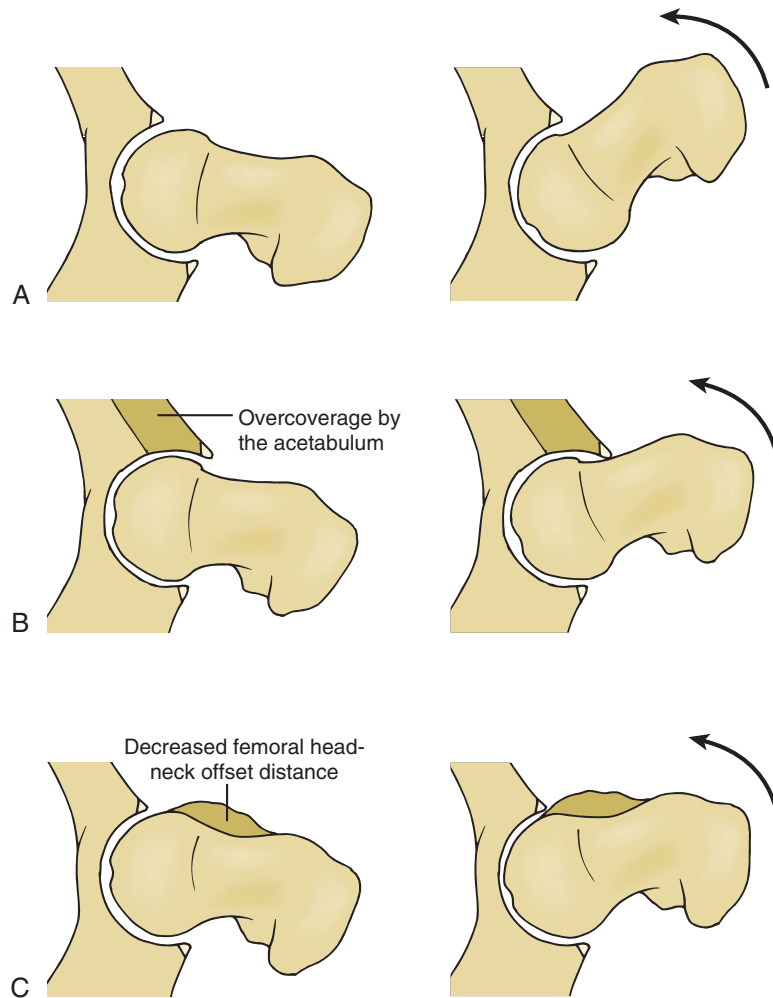 A
Overcoverage by
the acetabulum
B
Decreased femoral head-
neck offset distance
C